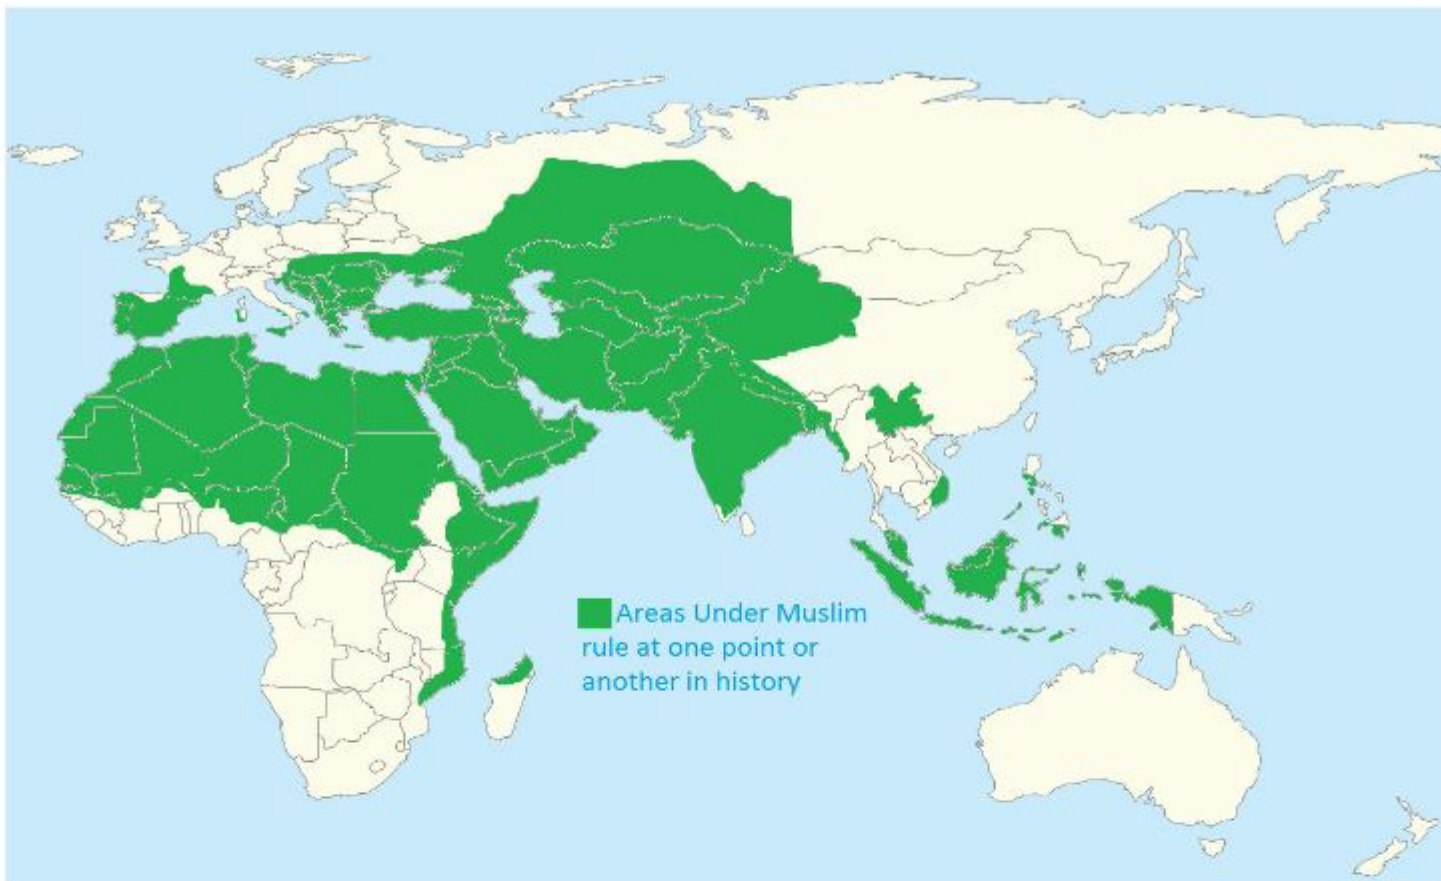 Areas Under Muslim
rule at one point or
another in history